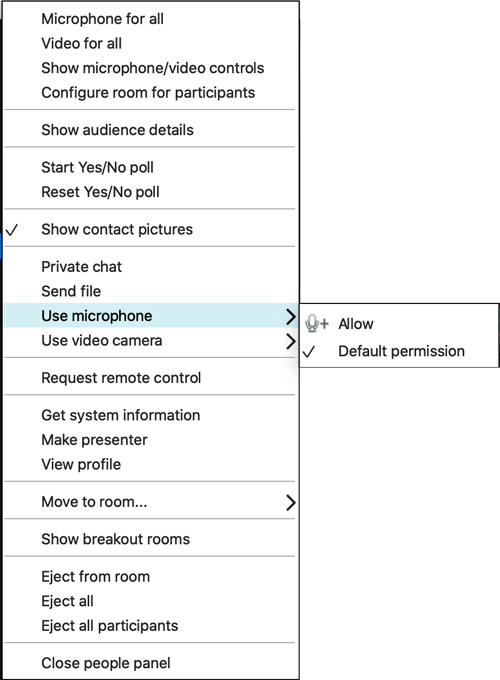 Microphone for all
Video for all
Show microphone/video controls
Configure room for participants
Show audience details
Start Yes/No poll
Reset Yes/No poll
Show contact pictures
Private chat
Send file
Use microphone
Allow
Use video camera
Default permission
Request remote control
Get system information
Make presenter
View profile
Move to room...
Show breakout rooms
Eject from room
Eject all
Eject all participants
Close people panel